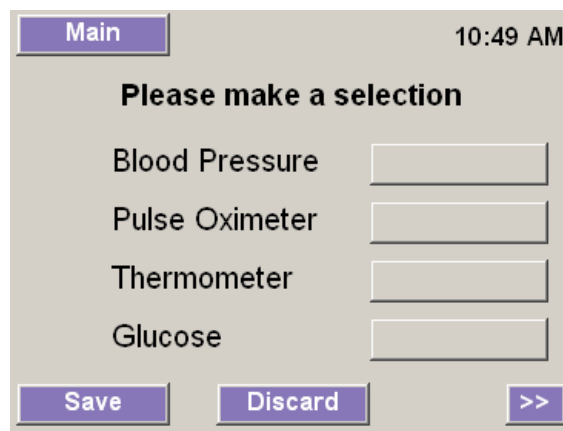 Main 10:49 AM
Please make a selection
Blood Pressure
Pulse Oximeter
Thermometer
Glucose
Save Discard >>